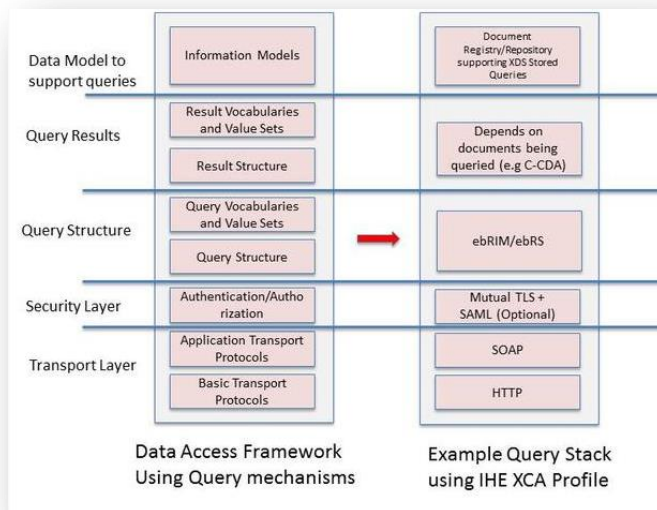 Data Model to
support queries
Information Models
Document
Registry/Repository
supporting XDS Stored
Queries
Query Results
Result Vocabularies
and Value Sets
Result Structure
Depends on
documents being
queried (e.g C-CDA)
Query Structure
Query Vocabularies
and Value Sets
Query Structure
ebRIM/ebRS
Security Layer
Authentication/Autho
rization
Mutual TLS +
SAML (Optional)
Transport Layer
Application Transport
Protocols
Basic Transport
Protocols
SOAP
HTTP
Data Access Framework
Using Query mechanisms
Example Query Stack
using IHE XCA Profile